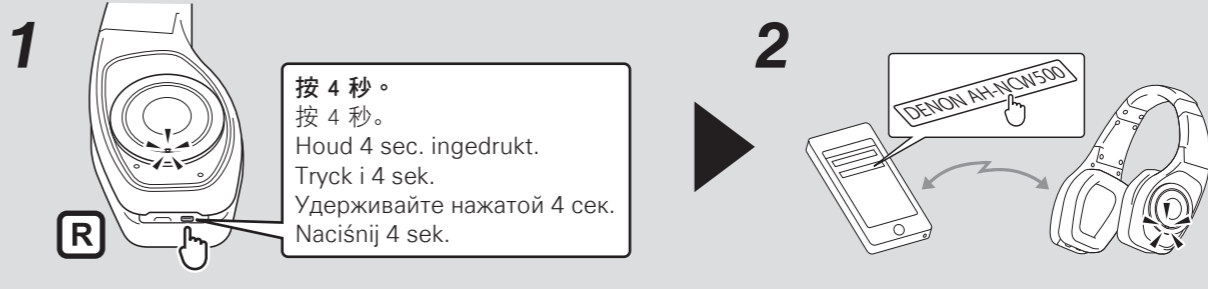 1
按 4 秒。
按 4 秒。
Houd 4 sec. ingedrukt.
Tryck i 4 sek.
Удерживайте нажатой 4 сек.
Naciśnij 4 sek.
R
2
DENON AH-NCW500